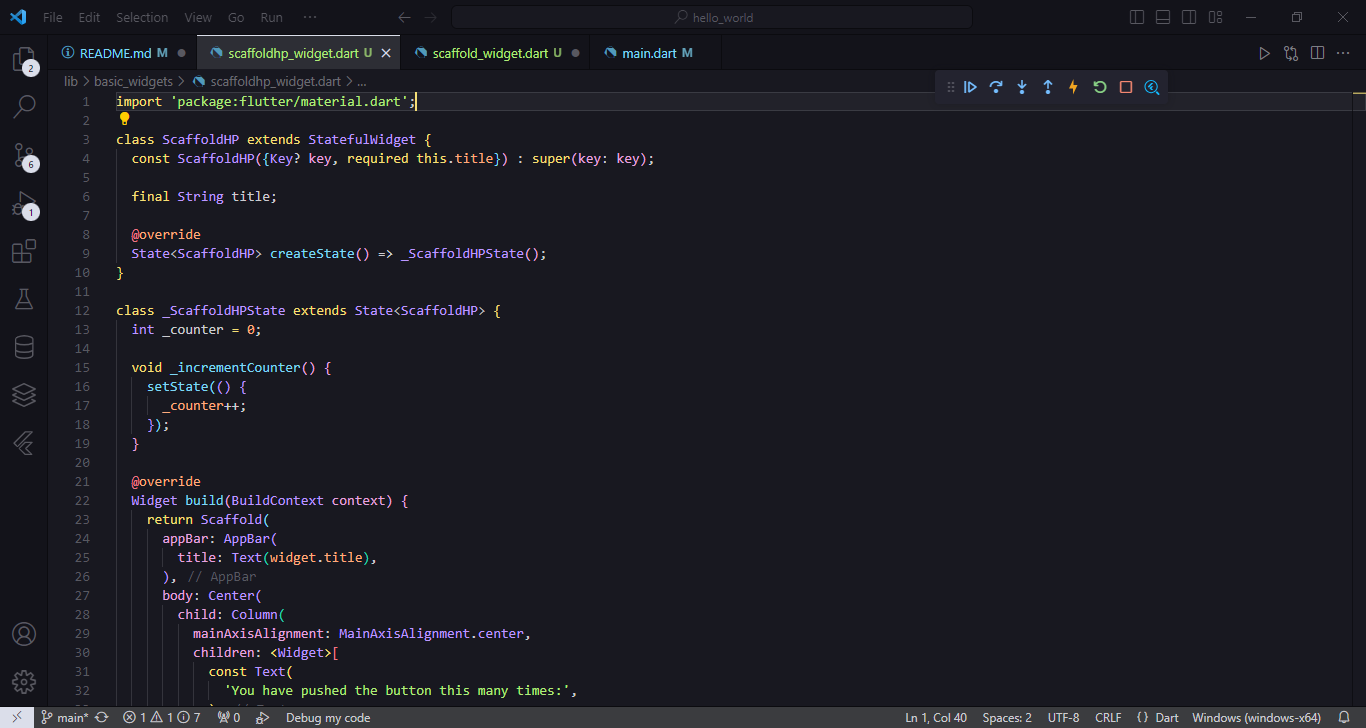 File Edit Selection View Go Run ··· hello_world
README.md M scaffoldhp_widget.dart U scaffold_widget.dart U main.dart M
lib > basic_widgets > scaffoldhp_widget.dart > ...
2
6
1
1 import 'package:flutter/material.dart';
2
3 class ScaffoldHP extends StatefulWidget {
4 const ScaffoldHP({Key? key, required this.title}) : super(key: key);
5
6 final String title;
7
8 @override
9 State<ScaffoldHP> createState() => _ScaffoldHPState();
10 }
11
12 class _ScaffoldHPState extends State<ScaffoldHP> {
13 int _counter = 0;
14
15 void _incrementCounter() {
16 setState(() {
17 _counter++;
18 });
19 }
20
21 @override
22 Widget build(BuildContext context) {
23 return Scaffold(
24 appBar: AppBar(
25 title: Text(widget.title),
26 ), // AppBar
27 body: Center(
28 child: Column(
29 mainAxisAlignment: MainAxisAlignment.center,
30 children: <Widget>[
31 const Text(
32 'You have pushed the button this many times:',
main* 1 1 7 0 Debug my code Ln 1, Col 40 Spaces: 2 UTF-8 CRLF {} Dart Windows (windows-x64)